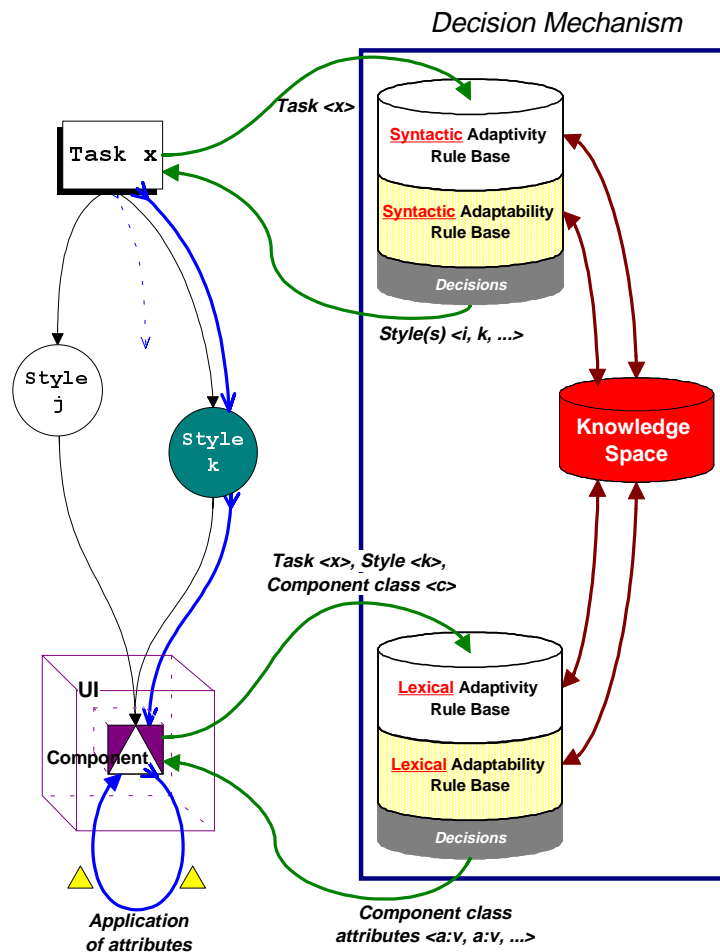 Decision Mechanism
Task <x>
Task x
Syntactic Adaptivity
Rule Base
Syntactic Adaptability
Rule Base
Decisions
Style(s) <i, k, ...>
Style
j
Style
k
Knowledge
Space
Task <x>, Style <k>,
Component class <c>
UI
Component
Lexical Adaptivity
Rule Base
Lexical Adaptability
Rule Base
Decisions
Application
of attributes
Component class
attributes <a:v, a:v, ...>